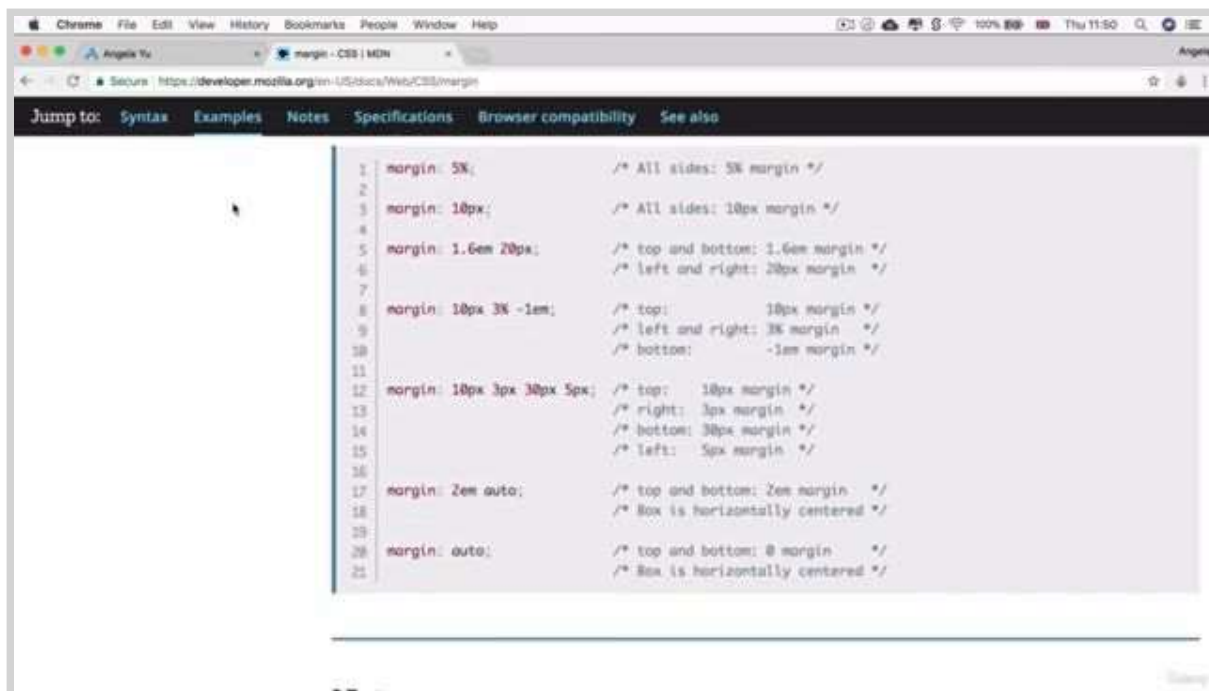 Chrome File Edit View History Bookmarks People Window Help 100% Thu 11:50
Angela Yu margin - CSS | MDN Angela
Secure https://developer.mozilla.org/en-US/docs/Web/CSS/margin
Jump to: Syntax Examples Notes Specifications Browser compatibility See also
1 margin: 5%; /* All sides: 5% margin */
2
3 margin: 10px; /* All sides: 10px margin */
4
5 margin: 1.6em 20px; /* top and bottom: 1.6em margin */
6 /* left and right: 20px margin */
7
8 margin: 10px 3% -1em; /* top: 10px margin */
9 /* left and right: 3% margin */
10 /* bottom: -1em margin */
11
12 margin: 10px 3px 30px 5px; /* top: 10px margin */
13 /* right: 3px margin */
14 /* bottom: 30px margin */
15 /* left: 5px margin */
16
17 margin: 2em auto; /* top and bottom: 2em margin */
18 /* Box is horizontally centered */
19
20 margin: auto; /* top and bottom: 0 margin */
21 /* Box is horizontally centered */